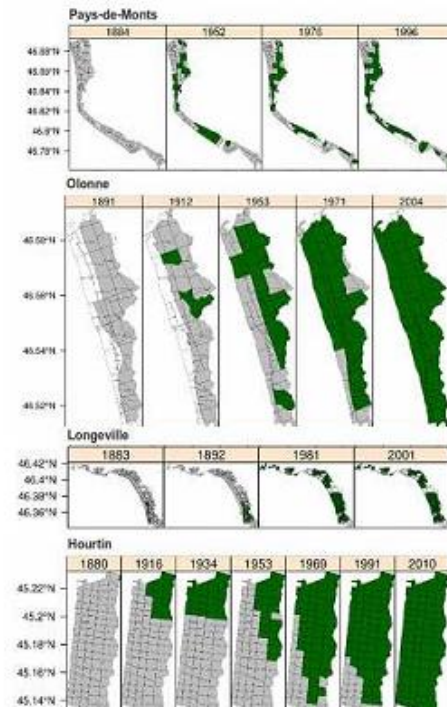 Pays-de-Monts
1884 1952 1978 1996
46.88°N
46.85°N
46.84°N
46.82°N
46.8°N
46.78°N
Olonne
1891 1912 1953 1971 2004
46.58°N
46.56°N
46.54°N
46.52°N
Longeville
1883 1892 1981 2001
46.42°N
46.4°N
46.38°N
46.36°N
Hourtin
1880 1916 1934 1953 1969 1991 2010
45.22°N
45.2°N
45.18°N
45.16°N
45.14°N